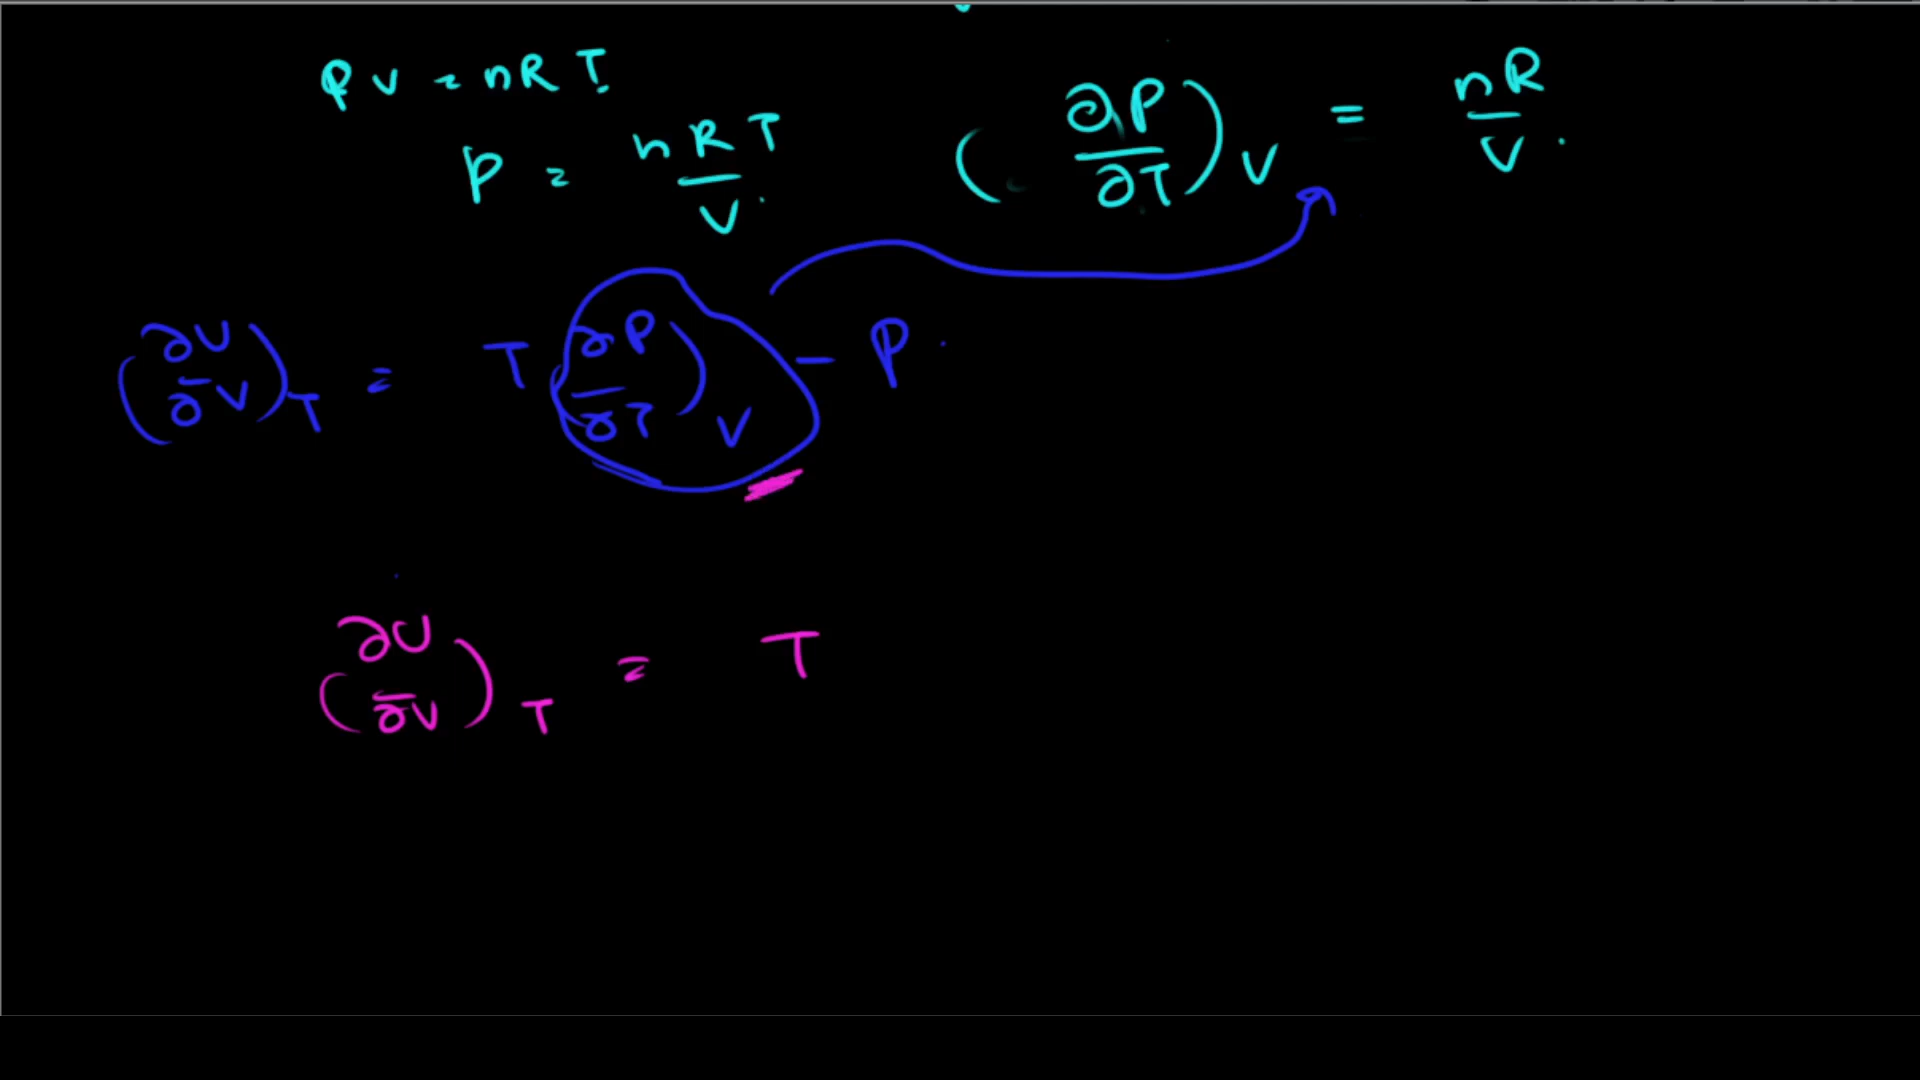 PV = nRT.
P = nRT/V.
(∂P/∂T)V = nR/V.
(∂U/∂V)T = T(∂P/∂T)V - P.
(∂U/∂V)T = T